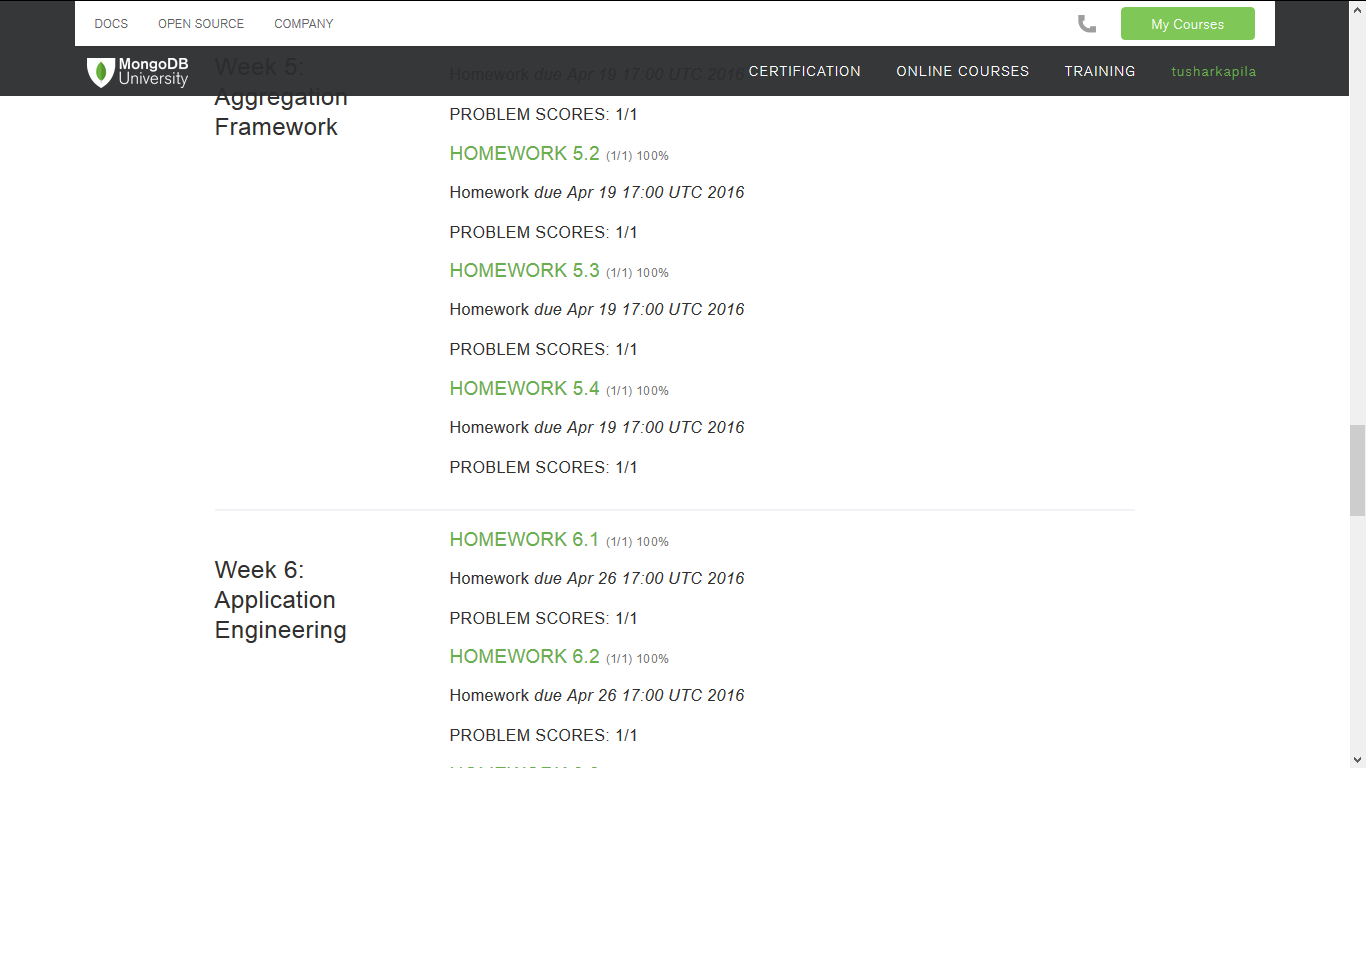 DOCS OPEN SOURCE COMPANY My Courses
MongoDB
University
CERTIFICATION ONLINE COURSES TRAINING tusharkapila
Week 5:
Aggregation
Framework
Homework due Apr 19 17:00 UTC 2016
PROBLEM SCORES: 1/1
HOMEWORK 5.2 (1/1) 100%
Homework due Apr 19 17:00 UTC 2016
PROBLEM SCORES: 1/1
HOMEWORK 5.3 (1/1) 100%
Homework due Apr 19 17:00 UTC 2016
PROBLEM SCORES: 1/1
HOMEWORK 5.4 (1/1) 100%
Homework due Apr 19 17:00 UTC 2016
PROBLEM SCORES: 1/1
Week 6:
Application
Engineering
HOMEWORK 6.1 (1/1) 100%
Homework due Apr 26 17:00 UTC 2016
PROBLEM SCORES: 1/1
HOMEWORK 6.2 (1/1) 100%
Homework due Apr 26 17:00 UTC 2016
PROBLEM SCORES: 1/1